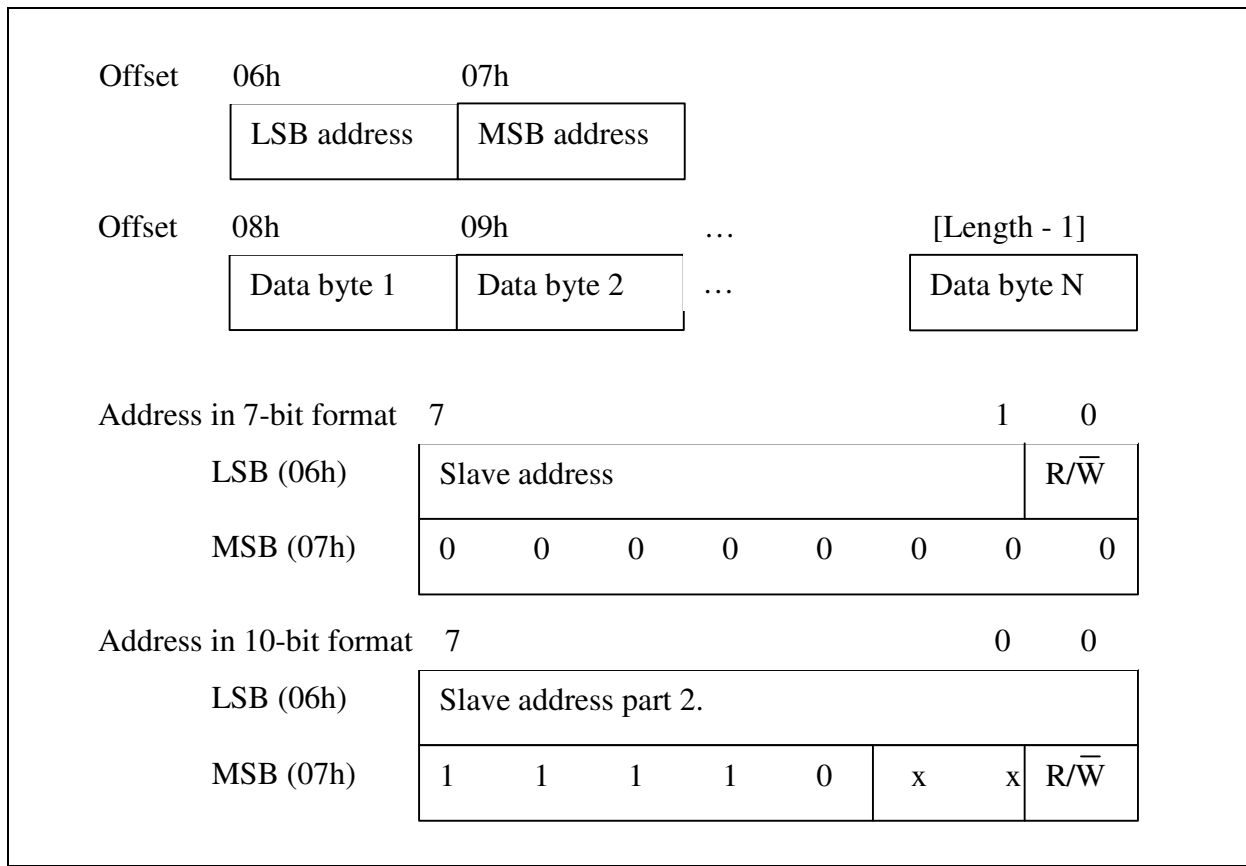 Offset 06h 07h
LSB address MSB address
Offset 08h 09h … [Length - 1]
Data byte 1 Data byte 2 … Data byte N
Address in 7-bit format 7 1 0
LSB (06h) Slave address R/W̅
MSB (07h) 0 0 0 0 0 0 0 0
Address in 10-bit format 7 0 0
LSB (06h) Slave address part 2.
MSB (07h) 1 1 1 1 0 x x R/W̅